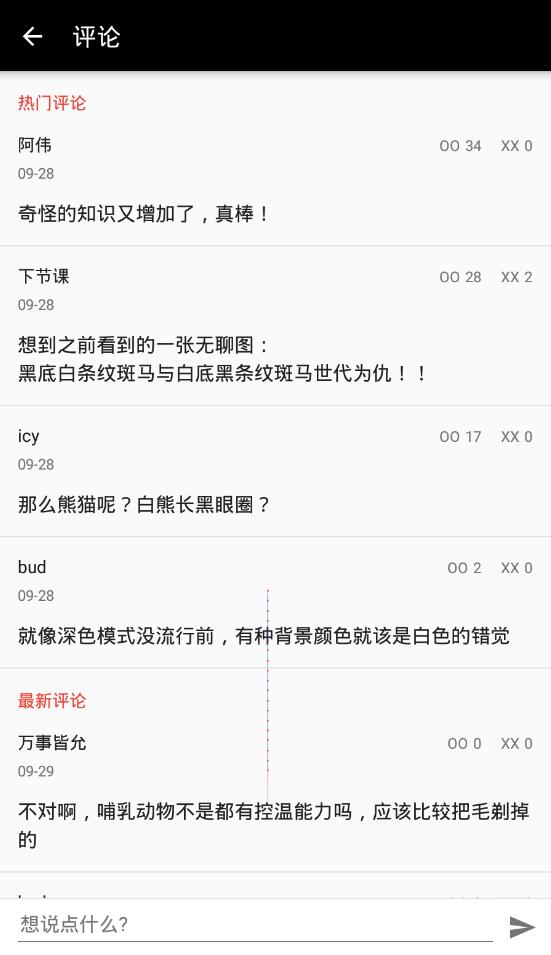 评论
热门评论
阿伟 OO 34 XX 0
09-28
奇怪的知识又增加了，真棒！
下节课 OO 28 XX 2
09-28
想到之前看到的一张无聊图：
黑底白条纹斑马与白底黑条纹斑马世代为仇！！
icy OO 17 XX 0
09-28
那么熊猫呢？白熊长黑眼圈？
bud OO 2 XX 0
09-28
就像深色模式没流行前，有种背景颜色就该是白色的错觉
最新评论
万事皆允 OO 0 XX 0
09-29
不对啊，哺乳动物不是都有控温能力吗，应该比较把毛剃掉
的
想说点什么?